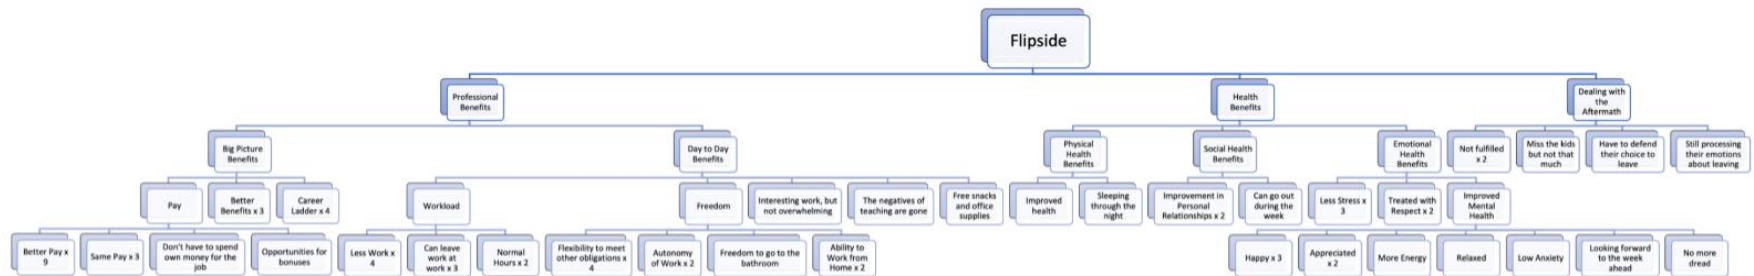 Flipside
Professional
Benefits
Health
Benefits
Dealing with
the
Aftermath
Big Picture
Benefits
Day to Day
Benefits
Physical
Health
Benefits
Social Health
Benefits
Emotional
Health
Benefits
Not fulfilled
x 2
Miss the kids
but not that
much
Have to defend
their choice to
leave
Still processing
their emotions
about leaving
Pay
Better
Benefits x 3
Career
Ladder x 4
Workload
Freedom
Interesting work, but
not overwhelming
The negatives of
teaching are gone
Free snacks
and office
supplies
Improved
health
Sleeping
through the
night
Improvement in
Personal
Relationships x 2
Can go out
during the
week
Less Stress x
3
Treated with
Respect x 2
Improved
Mental
Health
Better Pay x
9
Same Pay x 3
Don't have to spend
own money for the
job
Opportunities for
bonuses
Less Work x
4
Can leave
work at
work x 3
Normal
Hours x 2
Flexibility to meet
other obligations x
4
Autonomy
of Work x 2
Freedom to go to the
bathroom
Ability to
Work from
Home x 2
Happy x 3
Appreciated
x 2
More Energy
Relaxed
Low Anxiety
Looking forward
to the week
ahead
No more
dread